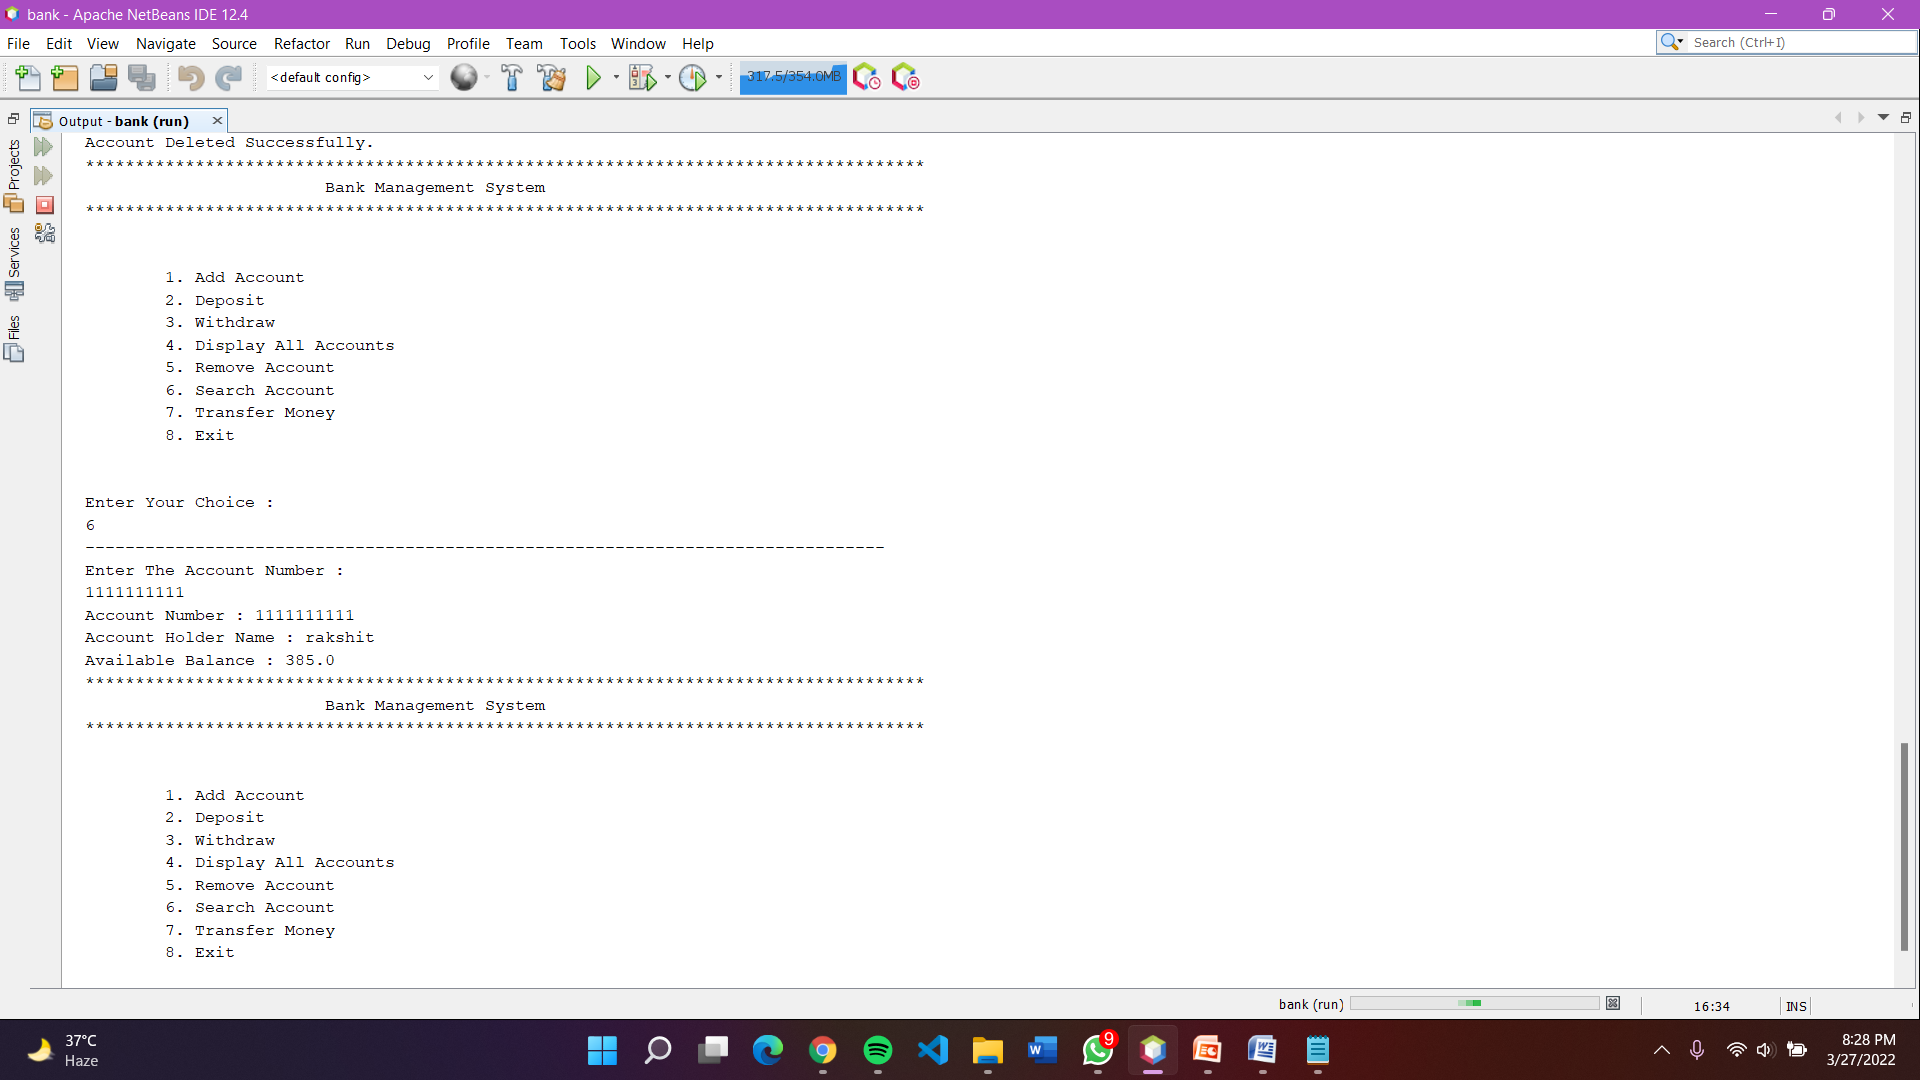 bank - Apache NetBeans IDE 12.4
File Edit View Navigate Source Refactor Run Debug Profile Team Tools Window Help
Search (Ctrl+I)
<default config>
317.5/354.0MB
Output - bank (run)
Projects
Services
Files
Account Deleted Successfully.
************************************************************************************
Bank Management System
************************************************************************************
1. Add Account
2. Deposit
3. Withdraw
4. Display All Accounts
5. Remove Account
6. Search Account
7. Transfer Money
8. Exit
Enter Your Choice :
6
--------------------------------------------------------------------------------
Enter The Account Number :
1111111111
Account Number : 1111111111
Account Holder Name : rakshit
Available Balance : 385.0
************************************************************************************
Bank Management System
************************************************************************************
1. Add Account
2. Deposit
3. Withdraw
4. Display All Accounts
5. Remove Account
6. Search Account
7. Transfer Money
8. Exit
bank (run)
16:34
INS
37°C
Haze
9
8:28 PM
3/27/2022